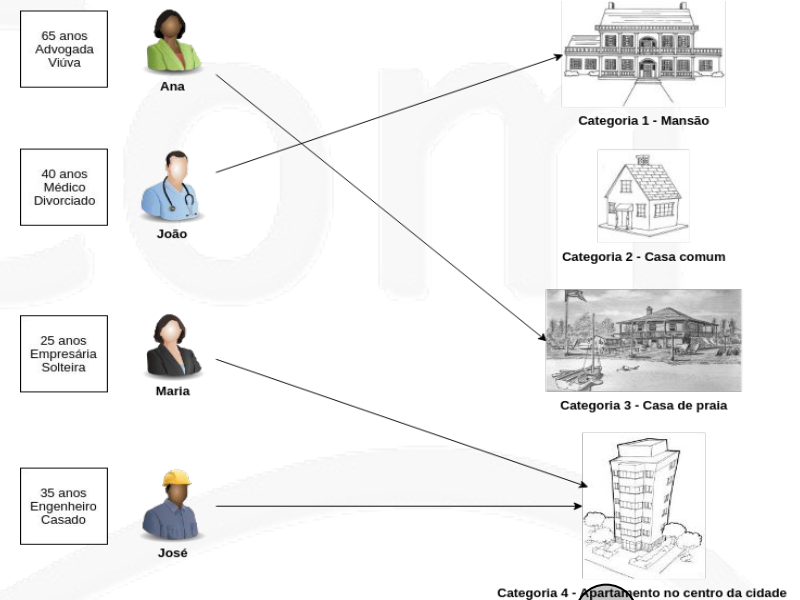 65 anos
Advogada
Viúva
Ana
Categoria 1 - Mansão
40 anos
Médico
Divorciado
João
Categoria 2 - Casa comum
25 anos
Empresária
Solteira
Maria
Categoria 3 - Casa de praia
35 anos
Engenheiro
Casado
José
Categoria 4 - Apartamento no centro da cidade